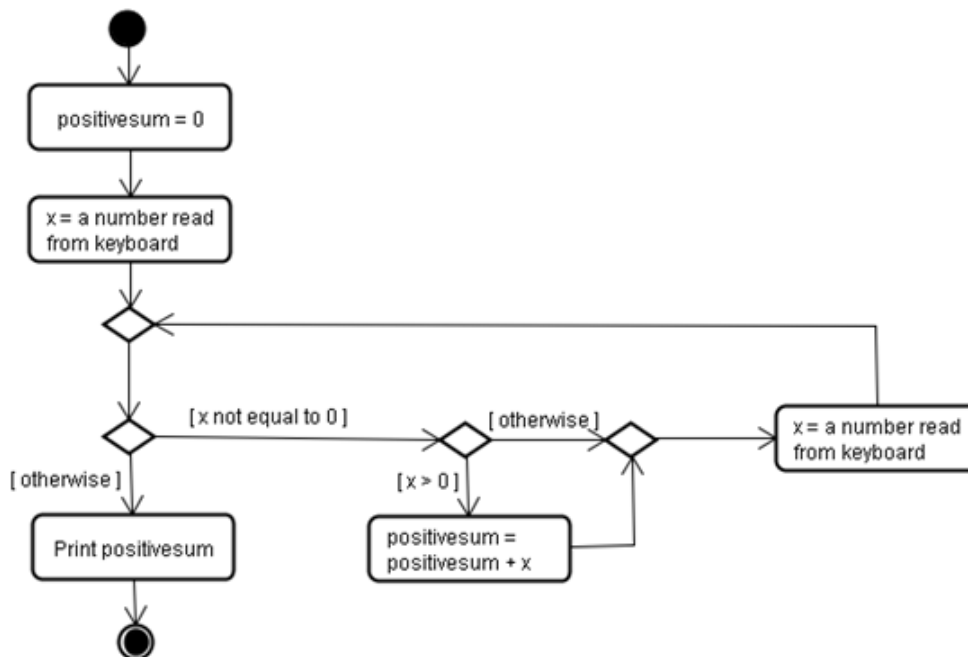 positivesum = 0
x = a number read
from keyboard
[ x not equal to 0 ]
[ otherwise ]
x = a number read
from keyboard
[ otherwise ]
[ x > 0 ]
Print positivesum
positivesum =
positivesum + x